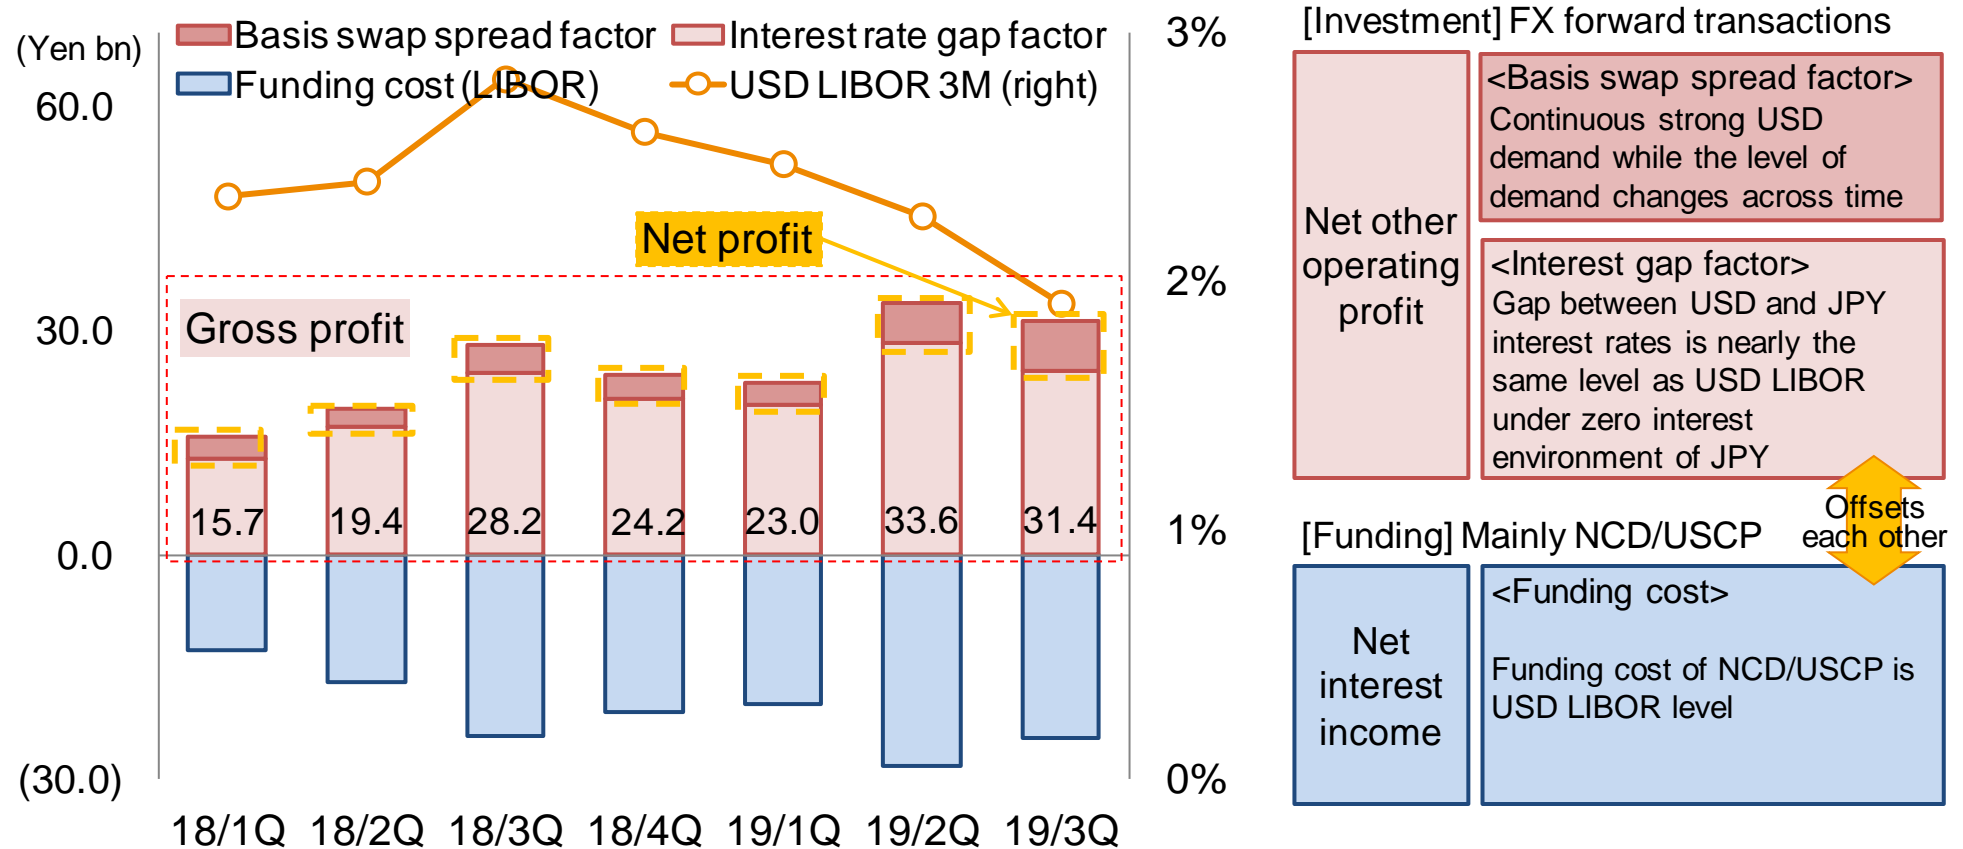 (Yen bn)
Basis swap spread factor
Interest rate gap factor
Funding cost (LIBOR)
USD LIBOR 3M (right)
60.0
30.0
0.0
(30.0)
3%
2%
1%
0%
Net profit
Gross profit
15.7
19.4
28.2
24.2
23.0
33.6
31.4
18/1Q
18/2Q
18/3Q
18/4Q
19/1Q
19/2Q
19/3Q
[Investment] FX forward transactions
Net other
operating
profit
<Basis swap spread factor>
Continuous strong USD
demand while the level of
demand changes across time
<Interest gap factor>
Gap between USD and JPY
interest rates is nearly the
same level as USD LIBOR
under zero interest
environment of JPY
Offsets
each other
[Funding] Mainly NCD/USCP
Net
interest
income
<Funding cost>
Funding cost of NCD/USCP is
USD LIBOR level